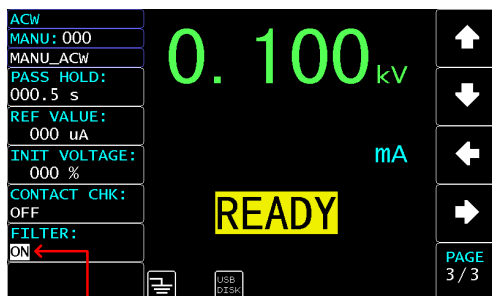 ACW
MANU: 000
MANU_ACW
PASS HOLD:
000.5 s
REF VALUE:
000 uA
INIT VOLTAGE:
000 %
CONTACT CHK:
OFF
FILTER:
ON
0.100 kV
mA
READY
USB
DISK
PAGE
3/3